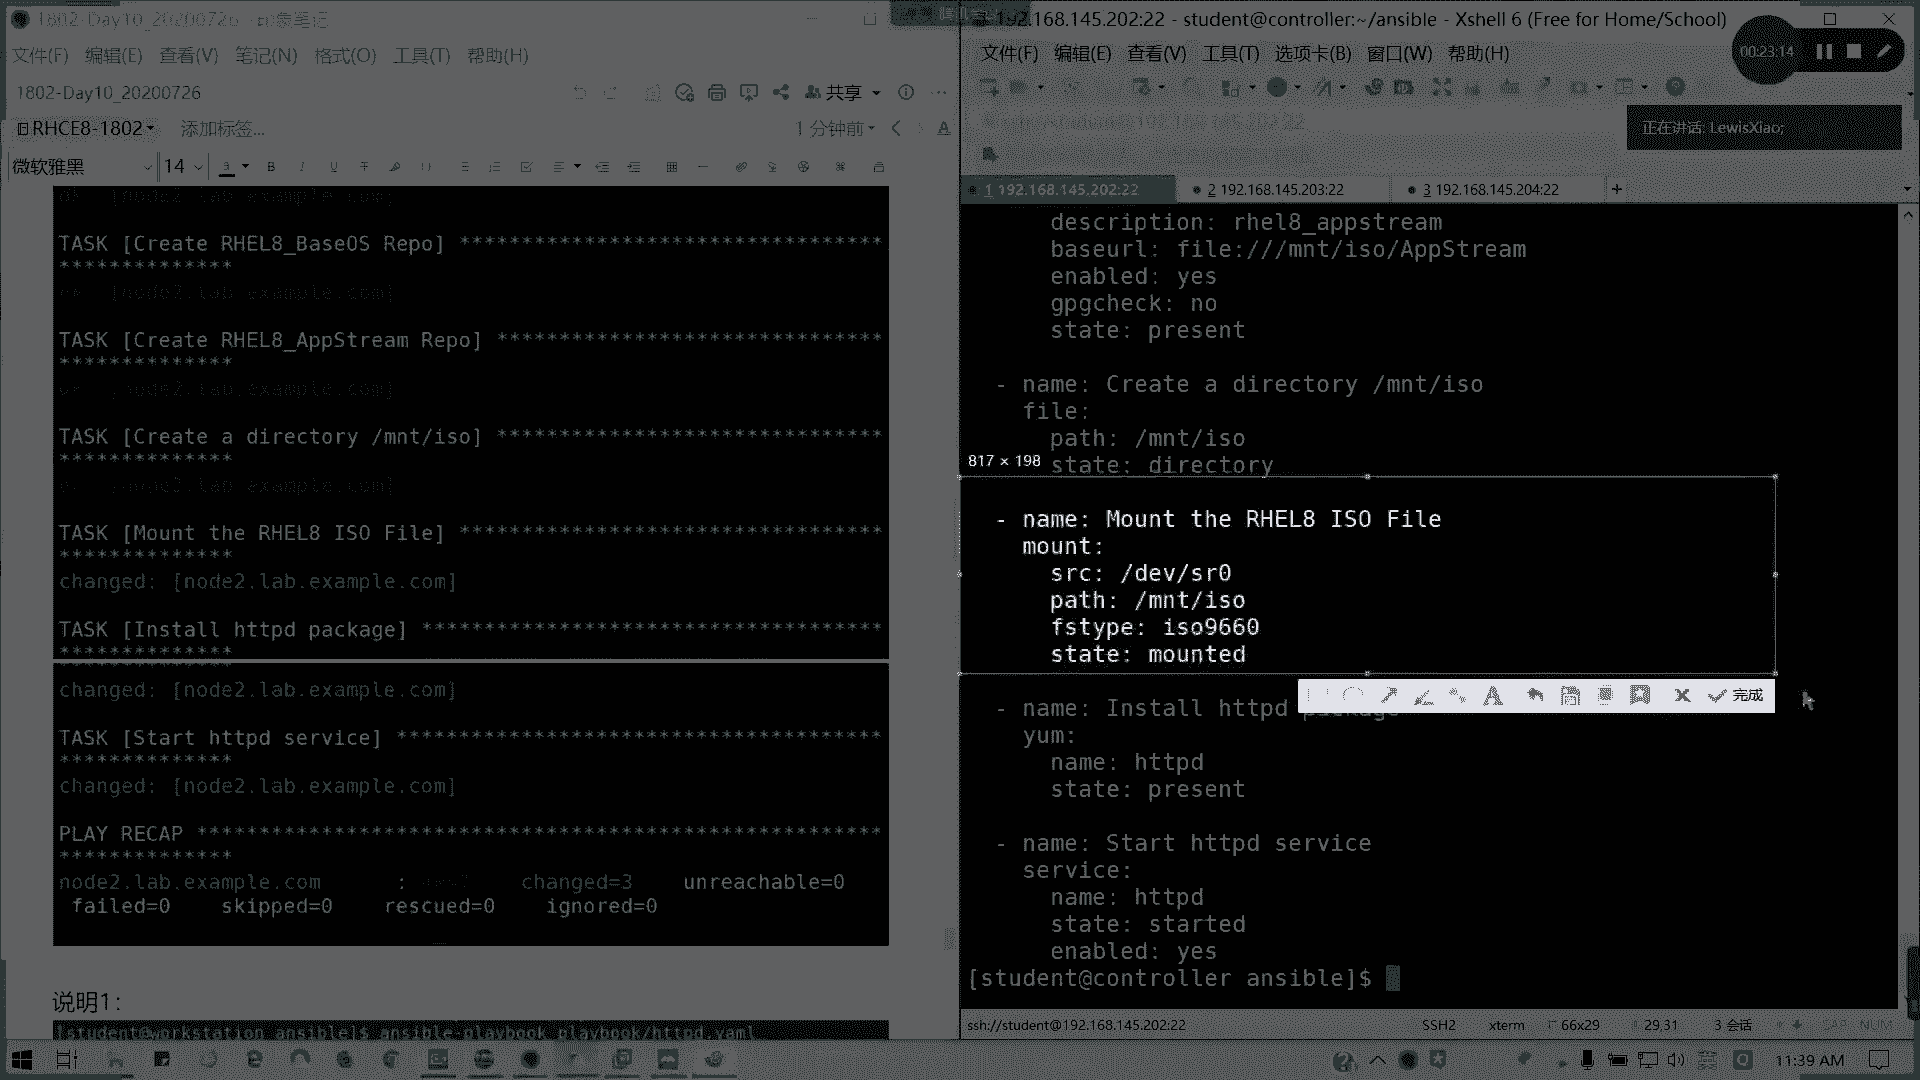 1802-Day10_20200726 - 印象笔记
文件(F) 编辑(E) 查看(V) 笔记(N) 格式(O) 工具(T) 帮助(H)
1802-Day10_20200726
共享
RHCE8-1802
添加标签...
1 分钟前
微软雅黑
14
[node2.lab.example.com]
TASK [Create RHEL8_BaseOS Repo] **********************************
**************
[node2.lab.example.com]
TASK [Create RHEL8_AppStream Repo] *******************************
**************
[node2.lab.example.com]
TASK [Create a directory /mnt/iso] *******************************
**************
[node2.lab.example.com]
TASK [Mount the RHEL8 ISO File] **********************************
**************
changed: [node2.lab.example.com]
TASK [Install httpd package] *************************************
**************
changed: [node2.lab.example.com]
TASK [Start httpd service] ***************************************
**************
changed: [node2.lab.example.com]
PLAY RECAP *******************************************************
**************
node2.lab.example.com : changed=3 unreachable=0
failed=0 skipped=0 rescued=0 ignored=0
说明1：
[student@workstation ansible]$ ansible-playbook playbook/httpd.yaml
192.168.145.202:22 - student@controller:~/ansible - Xshell 6 (Free for Home/School)
文件(F) 编辑(E) 查看(V) 工具(T) 选项卡(B) 窗口(W) 帮助(H)
00:23:14
正在讲话: LewisXiao;
1 192.168.145.202:22
2 192.168.145.203:22
3 192.168.145.204:22
description: rhel8_appstream
baseurl: file:///mnt/iso/AppStream
enabled: yes
gpgcheck: no
state: present
- name: Create a directory /mnt/iso
file:
path: /mnt/iso
817 × 198
state: directory
- name: Mount the RHEL8 ISO File
mount:
src: /dev/sr0
path: /mnt/iso
fstype: iso9660
state: mounted
完成
- name: Install httpd package
yum:
name: httpd
state: present
- name: Start httpd service
service:
name: httpd
state: started
enabled: yes
[student@controller ansible]$
ssh://student@192.168.145.202:22
SSH2
xterm
66x29
29,31
3 会话
CAP NUM
英
11:39 AM